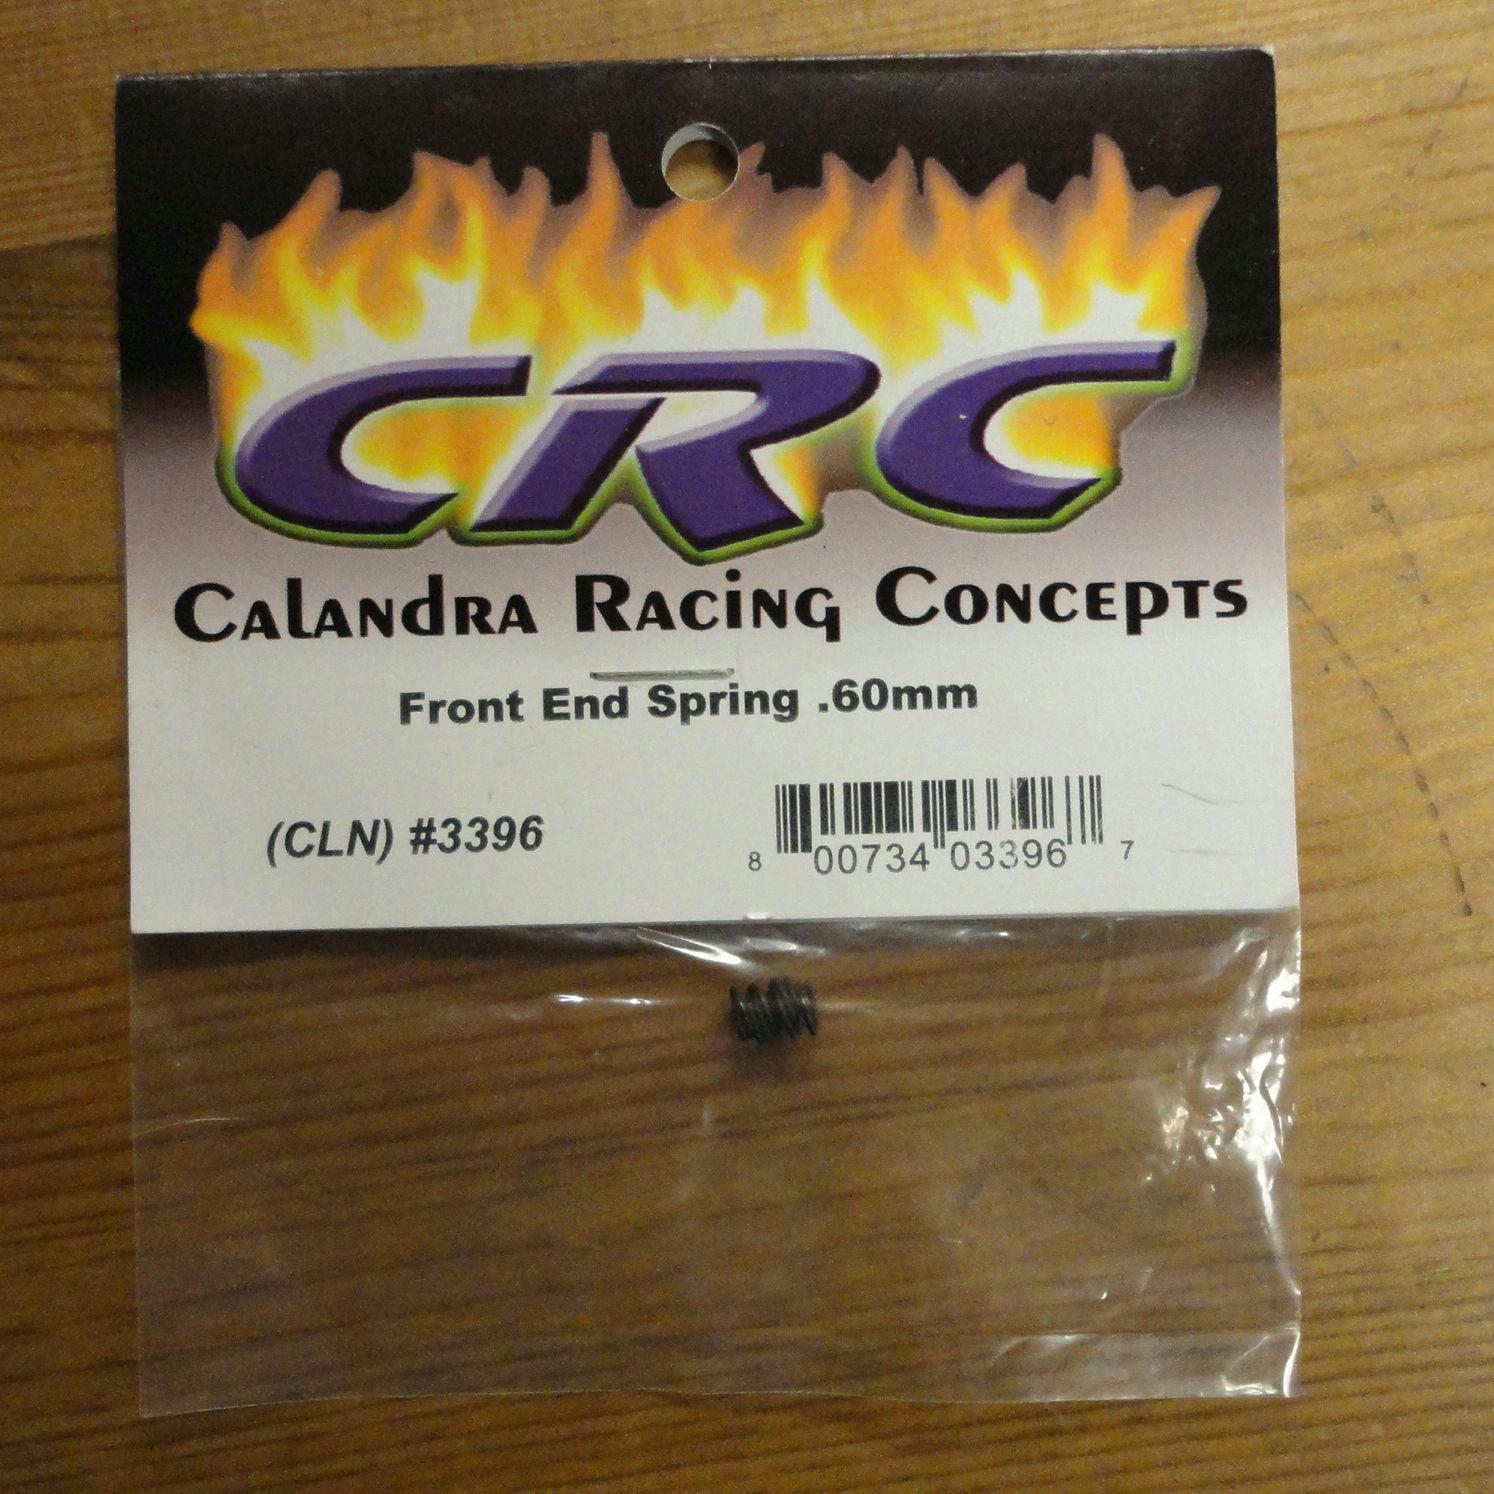 CRC
Calandra Racing Concepts
Front End Spring .60mm
(CLN) #3396
8 00734 03396 7